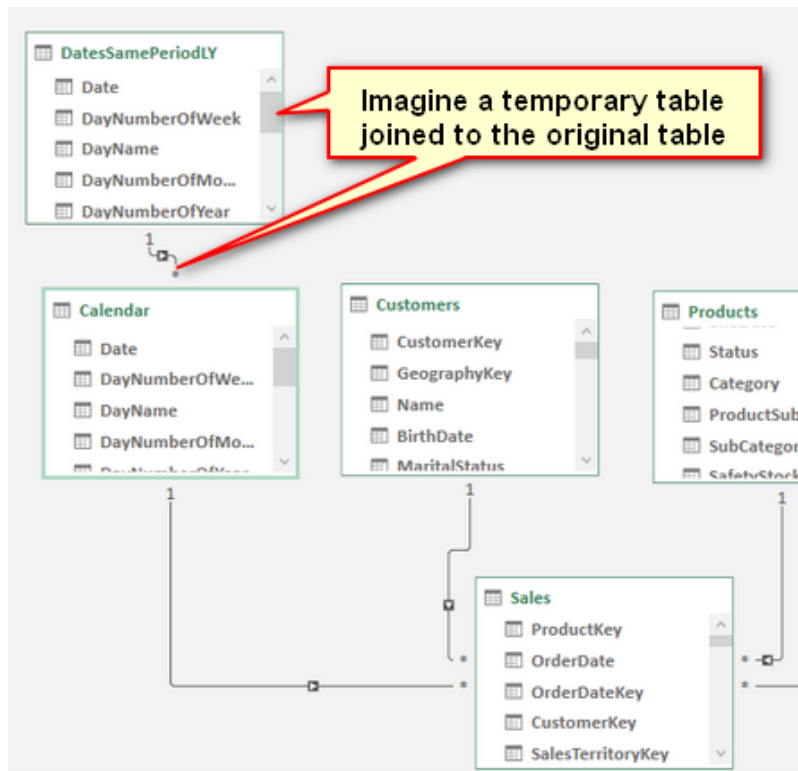 DatesSamePeriodLY
Date
DayNumberOfWeek
DayName
DayNumberOfMo...
DayNumberOfYear
Imagine a temporary table
joined to the original table
1
*
Calendar
Date
DayNumberOfWe...
DayName
DayNumberOfMo...
1
Customers
CustomerKey
GeographyKey
Name
BirthDate
MaritalStatus
1
Products
Status
Category
ProductSub
SubCategor
SafetyStock
1
Sales
ProductKey
OrderDate
OrderDateKey
CustomerKey
SalesTerritoryKey
*
*
*
*